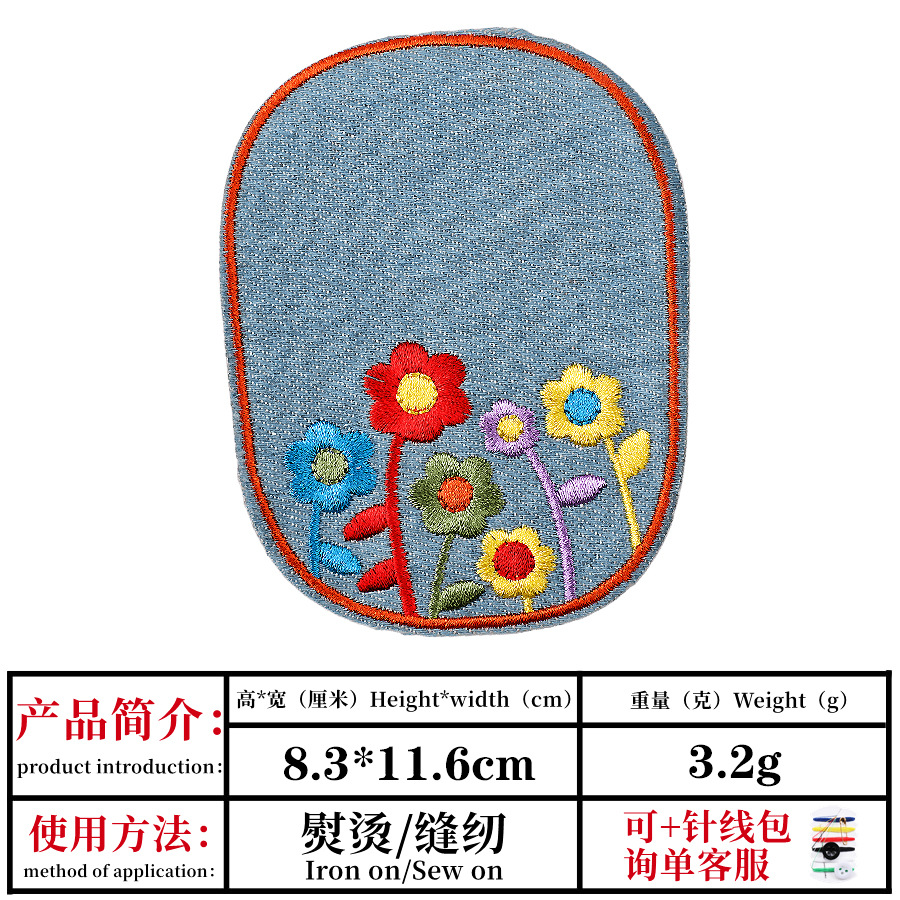 产品简介：
product introduction：
高*宽（厘米）Height*width（cm）
重量（克）Weight（g）
8.3*11.6cm
3.2g
使用方法：
method of application：
熨烫/缝纫
Iron on/Sew on
可+针线包
询单客服